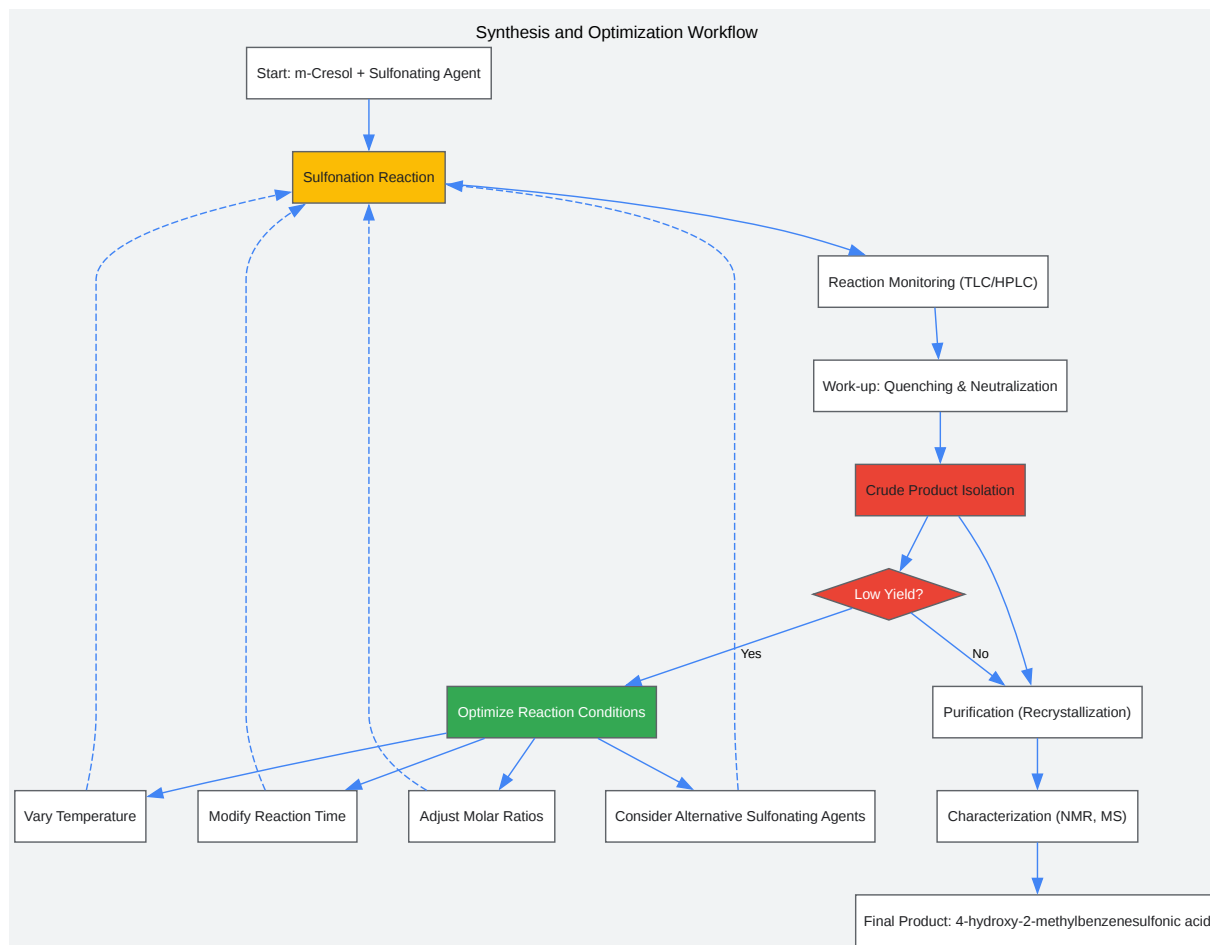 Synthesis and Optimization Workflow
Start: m-Cresol + Sulfonating Agent
Sulfonation Reaction
Reaction Monitoring (TLC/HPLC)
Work-up: Quenching & Neutralization
Crude Product Isolation
Low Yield?
Yes
No
Optimize Reaction Conditions
Purification (Recrystallization)
Vary Temperature
Modify Reaction Time
Adjust Molar Ratios
Consider Alternative Sulfonating Agents
Characterization (NMR, MS)
Final Product: 4-hydroxy-2-methylbenzenesulfonic acid